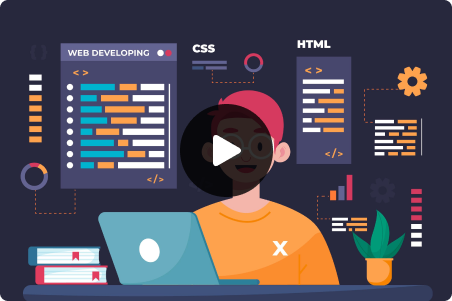 WEB DEVELOPING
CSS
HTML
< >
< >
</>
</>
X